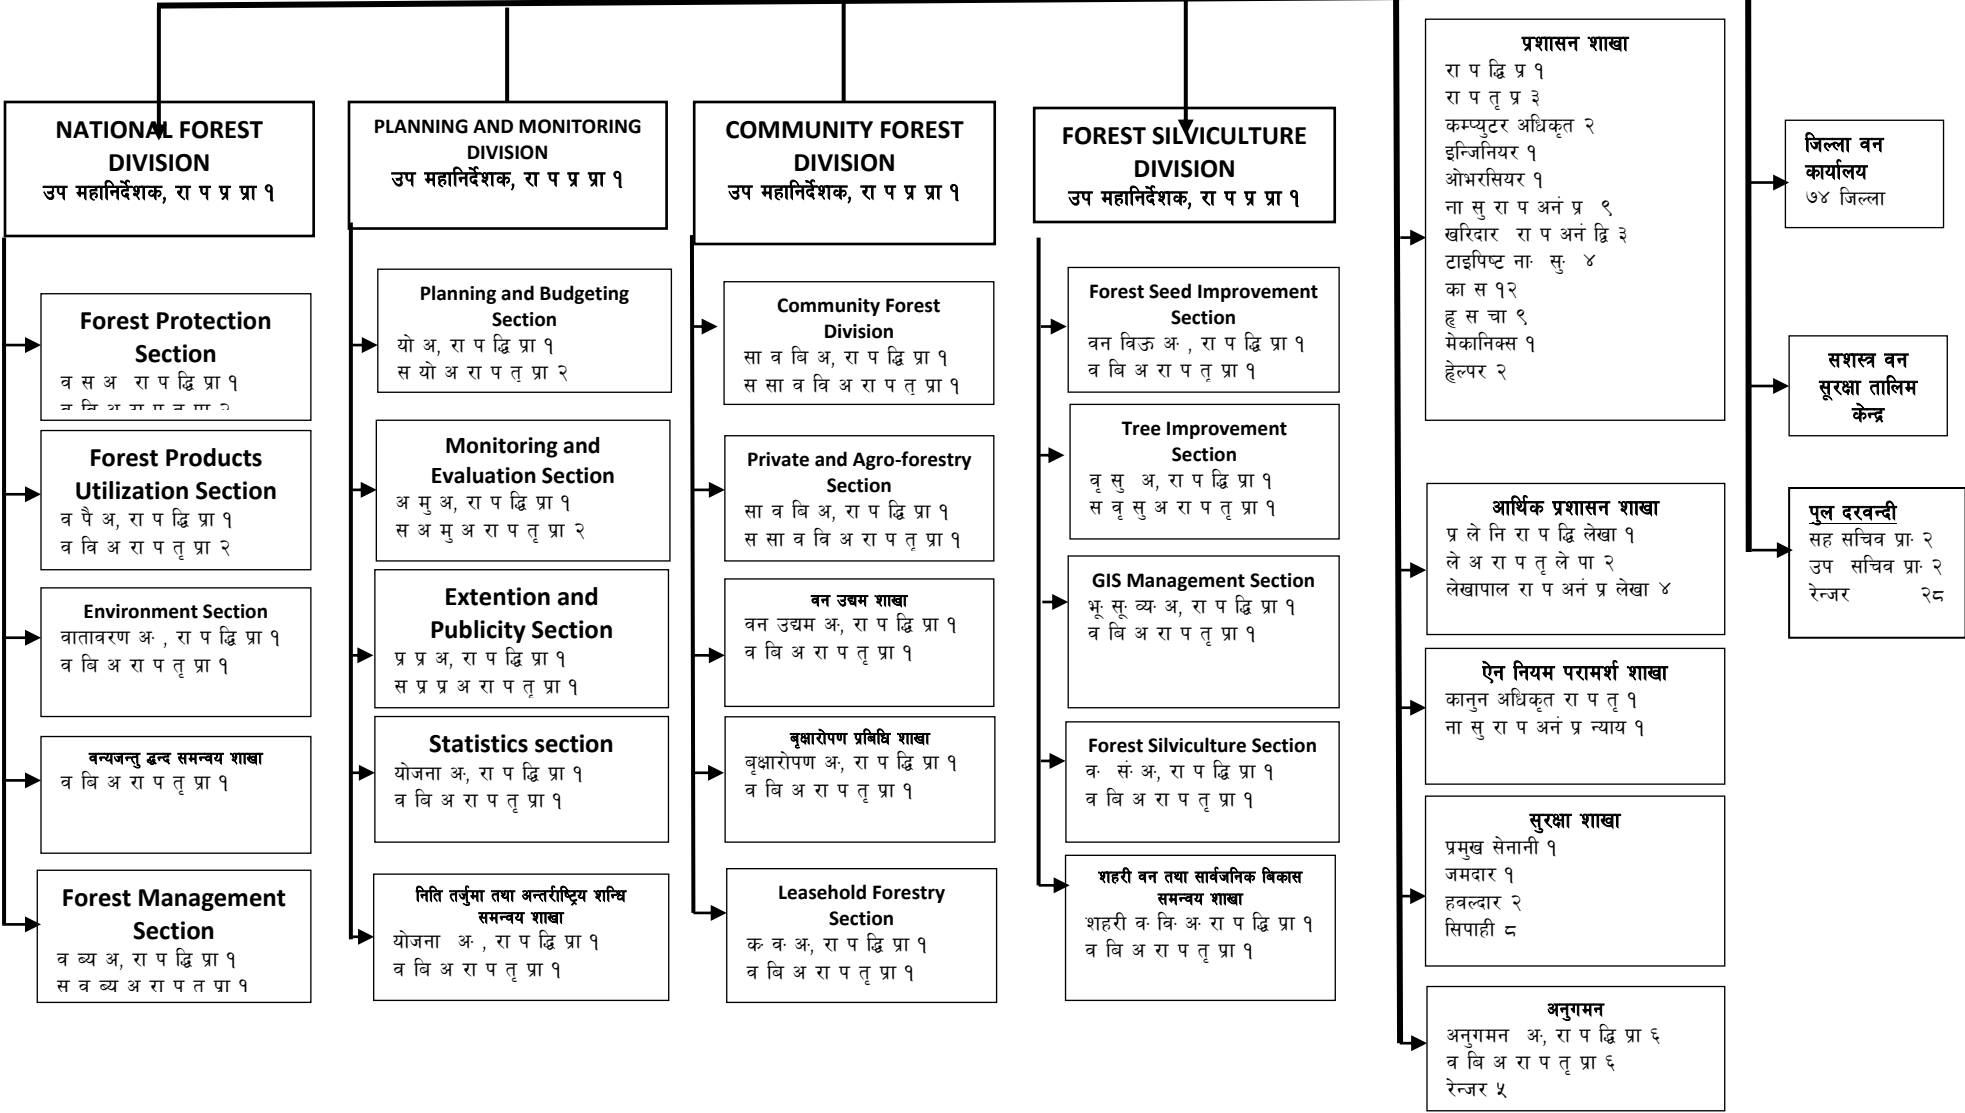 NATIONAL FOREST
DIVISION
उप महानिर्देशक, रा प प्र प्रा १
Forest Protection
Section
व स अ रा प द्धि प्रा १
Forest Products
Utilization Section
व पै अ, रा प द्धि प्रा १
व वि अ रा प तृ प्रा २
Environment Section
वातावरण अ॰ , रा प द्धि प्रा १
व बि अ रा प तृ प्रा १
वन्यजन्तु द्धन्द समन्वय शाखा
व बि अ रा प तृ प्रा १
Forest Management
Section
व ब्य अ, रा प द्धि प्रा १
स व ब्य अ रा प त प्रा १
PLANNING AND MONITORING
DIVISION
उप महानिर्देशक, रा प प्र प्रा १
Planning and Budgeting
Section
यो अ, रा प द्धि प्रा १
स यो अ रा प तृ प्रा २
Monitoring and
Evaluation Section
अ मु अ, रा प द्धि प्रा १
स अ मु अ रा प तृ प्रा २
Extention and
Publicity Section
प्र प्र अ, रा प द्धि प्रा १
स प्र प्र अ रा प तृ प्रा १
Statistics section
योजना अ॰, रा प द्धि प्रा १
व बि अ रा प तृ प्रा १
निति तर्जुमा तथा अन्तर्राष्ट्रिय शन्धि
समन्वय शाखा
योजना अ॰ , रा प द्धि प्रा १
व बि अ रा प तृ प्रा १
COMMUNITY FOREST
DIVISION
उप महानिर्देशक, रा प प्र प्रा १
Community Forest
Division
सा व बि अ, रा प द्धि प्रा १
स सा व वि अ रा प तृ प्रा १
Private and Agro-forestry
Section
सा व बि अ, रा प द्धि प्रा १
स सा व वि अ रा प तृ प्रा १
वन उद्यम शाखा
वन उद्यम अ॰, रा प द्धि प्रा १
व बि अ रा प तृ प्रा १
बृक्षारोपण प्रबिधि शाखा
बृक्षारोपण अ॰, रा प द्धि प्रा १
व बि अ रा प तृ प्रा १
Leasehold Forestry
Section
क॰ व॰ अ॰, रा प द्धि प्रा १
व बि अ रा प तृ प्रा १
FOREST SILVICULTURE
DIVISION
उप महानिर्देशक, रा प प्र प्रा १
Forest Seed Improvement
Section
वन विऊ अ॰ , रा प द्धि प्रा १
व बि अ रा प तृ प्रा १
Tree Improvement
Section
वृ सु अ, रा प द्धि प्रा १
स वृ सु अ रा प तृ प्रा १
GIS Management Section
भू॰ सू॰ व्य॰ अ, रा प द्धि प्रा १
व बि अ रा प तृ प्रा १
Forest Silviculture Section
व॰ सं॰ अ॰, रा प द्धि प्रा १
व बि अ रा प तृ प्रा १
शहरी वन तथा सार्वजनिक बिकास
समन्वय शाखा
शहरी व॰ वि॰ अ॰ रा प द्धि प्रा १
व बि अ रा प तृ प्रा १
प्रशासन शाखा
रा प द्धि प्र १
रा प तृ प्र ३
कम्प्युटर अधिकृत २
इन्जिनियर १
ओभरसियर १
ना सु रा प अनं प्र ९
खरिदार रा प अनं द्वि ३
टाइपिष्ट ना॰ सु॰ ४
का स १२
हृ स चा ९
मेकानिक्स १
हेल्पर २
आर्थिक प्रशासन शाखा
प्र ले नि रा प द्धि लेखा १
ले अ रा प तृ ले पा २
लेखापाल रा प अनं प्र लेखा ४
ऐन नियम परामर्श शाखा
कानुन अधिकृत रा प तृ १
ना सु रा प अनं प्र न्याय १
सुरक्षा शाखा
प्रमुख सेनानी १
जमदार १
हवल्दार २
सिपाही ८
अनुगमन
अनुगमन अ॰, रा प द्धि प्रा ६
व बि अ रा प तृ प्रा ६
रेन्जर ५
जिल्ला वन
कार्यालय
७४ जिल्ला
सशस्त्र वन
सूरक्षा तालिम
केन्द्र
पुल दरवन्दी
सह सचिव प्रा॰ २
उप सचिव प्रा॰ २
रेन्जर २८